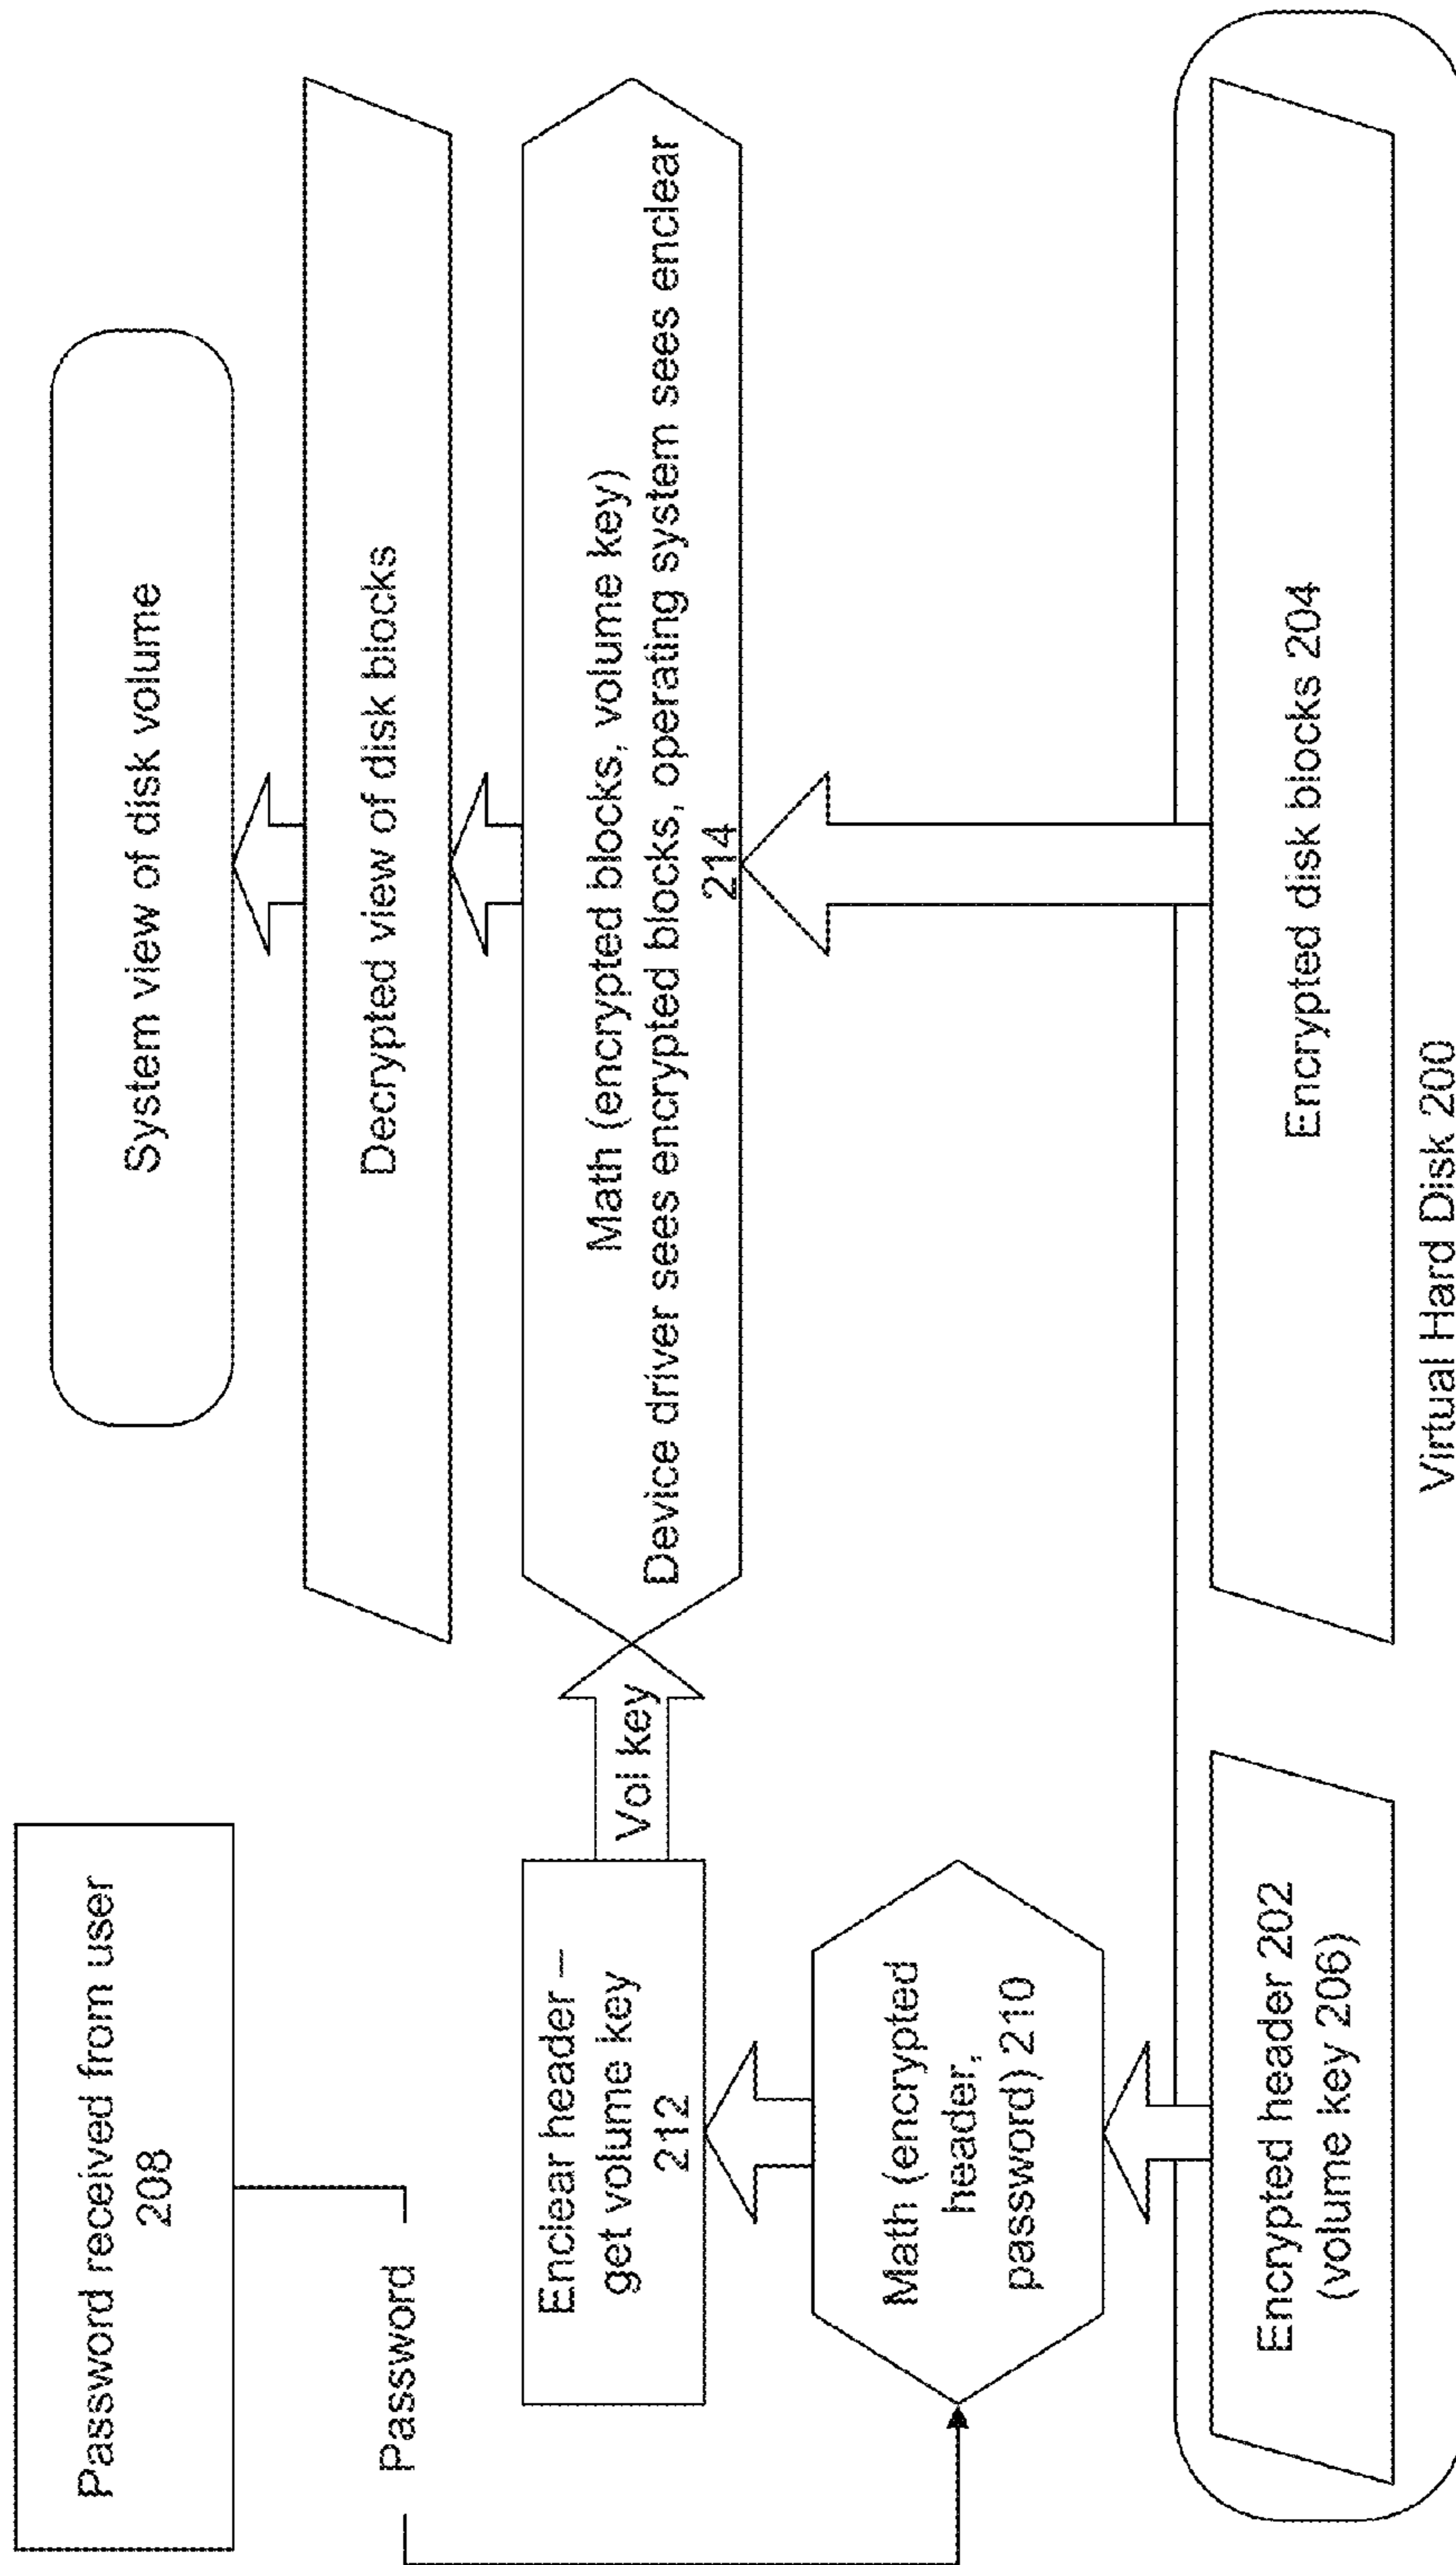 Password received from user
208
System view of disk volume
Password
Decrypted view of disk blocks
Enclear header –
get volume key
212
Vol key
Math (encrypted blocks, volume key)
Device driver sees encrypted blocks, operating system sees enclear
214
Math (encrypted
header,
password) 210
Encrypted header 202
(volume key 206)
Encrypted disk blocks 204
Virtual Hard Disk 200